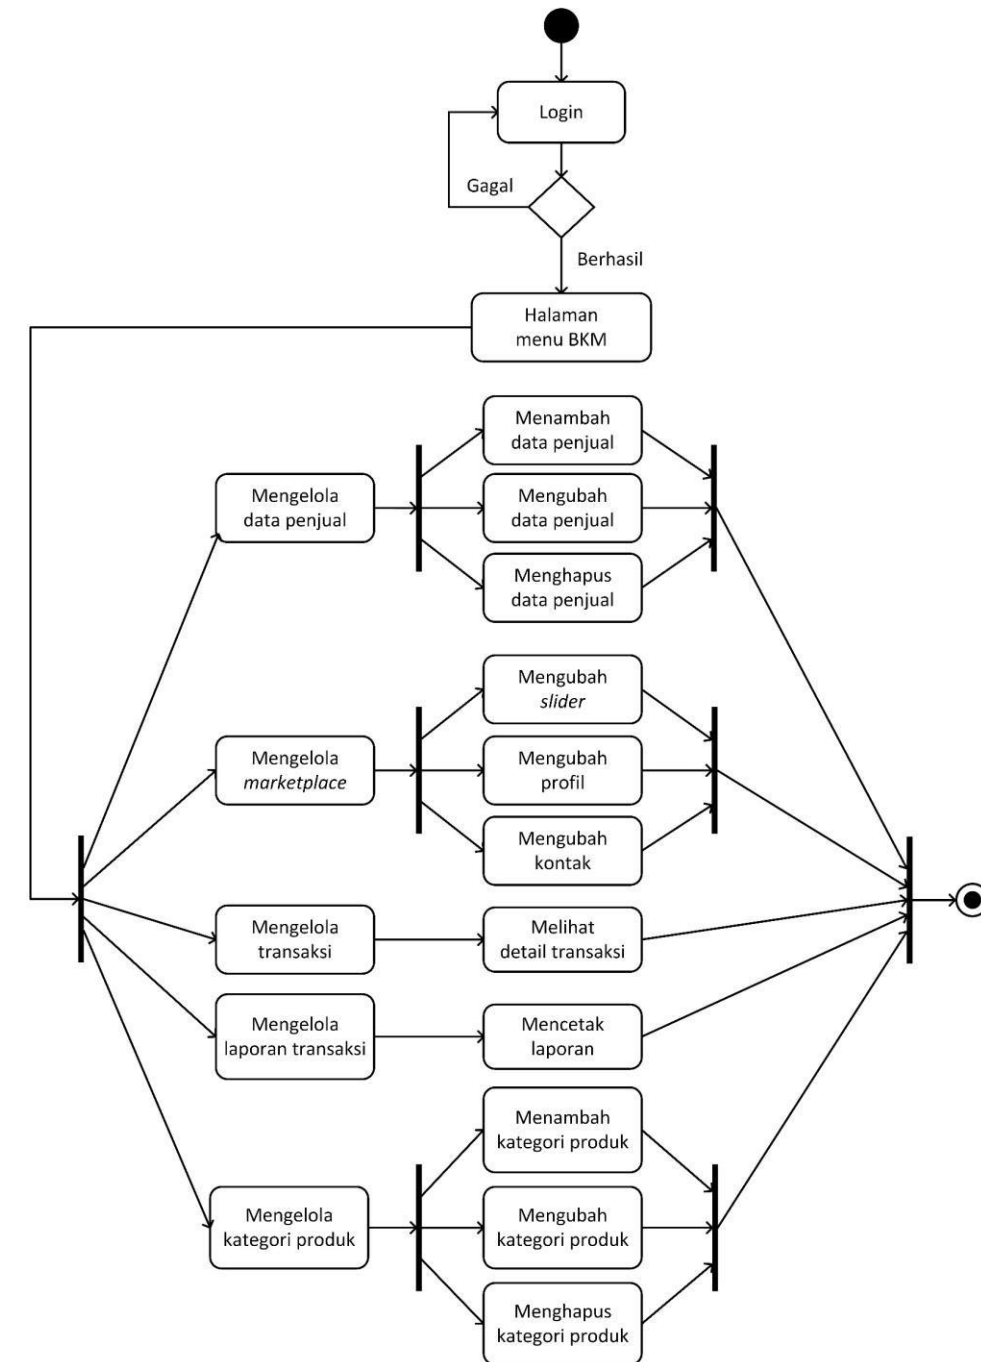 Login
Gagal
Berhasil
Halaman
menu BKM
Menambah
data penjual
Mengelola
data penjual
Mengubah
data penjual
Menghapus
data penjual
Mengubah
slider
Mengelola
marketplace
Mengubah
profil
Mengubah
kontak
Mengelola
transaksi
Melihat
detail transaksi
Mengelola
laporan transaksi
Mencetak
laporan
Menambah
kategori produk
Mengelola
kategori produk
Mengubah
kategori produk
Menghapus
kategori produk